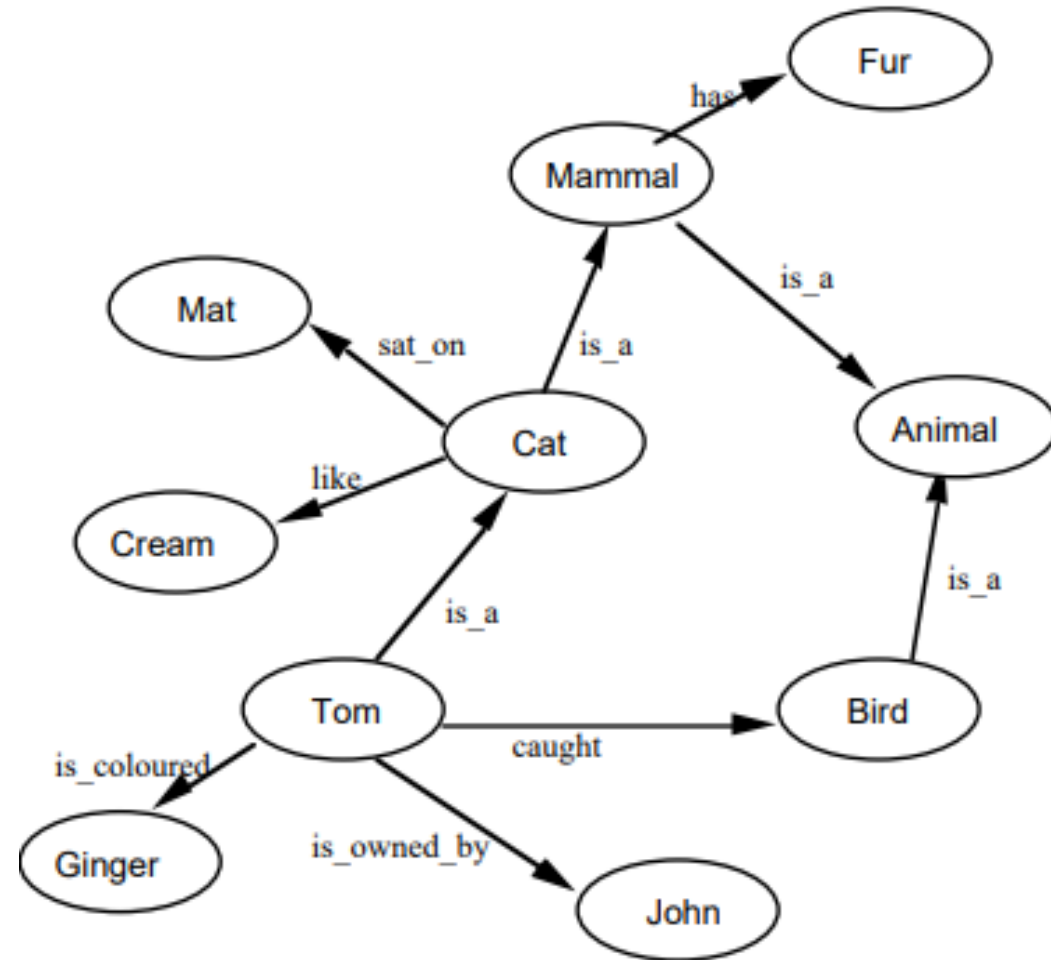 Fur
has
Mammal
is_a
Mat
sat_on
is_a
Animal
Cat
like
Cream
is_a
is_a
Tom
Bird
caught
is_coloured
is_owned_by
Ginger
John